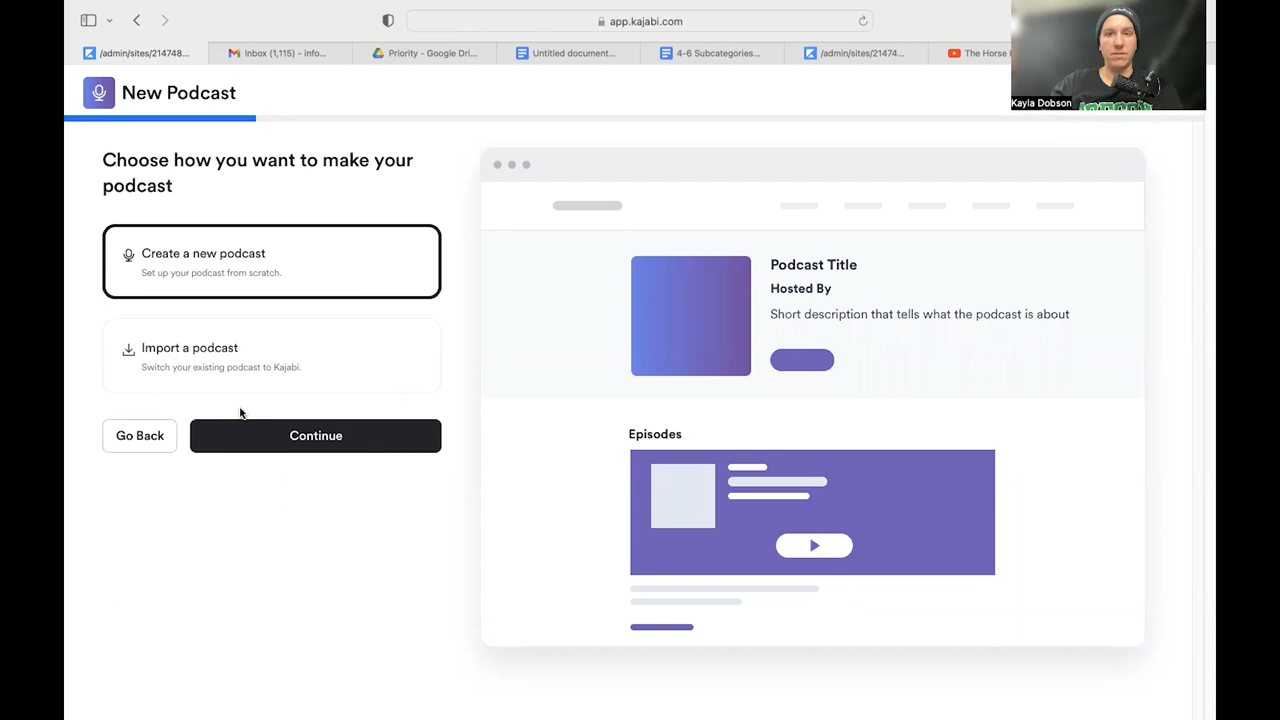 app.kajabi.com
/admin/sites/214748...
Inbox (1,115) - info...
Priority - Google Dri...
Untitled document...
4-6 Subcategories...
/admin/sites/21474...
The Horse
Kayla Dobson
New Podcast
Choose how you want to make your
podcast
Create a new podcast
Set up your podcast from scratch.
Import a podcast
Switch your existing podcast to Kajabi.
Go Back
Continue
Podcast Title
Hosted By
Short description that tells what the podcast is about
Episodes